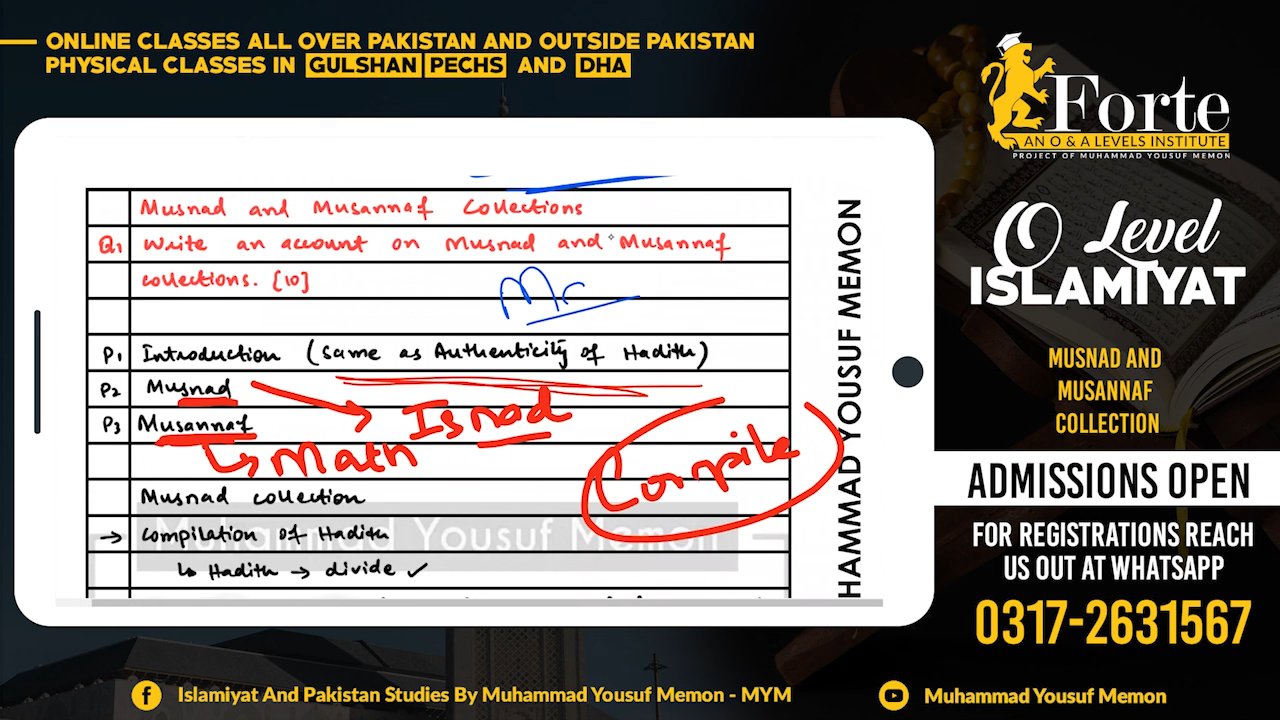 ONLINE CLASSES ALL OVER PAKISTAN AND OUTSIDE PAKISTAN
PHYSICAL CLASSES IN GULSHAN PECHS AND DHA
Forte
AN O & A LEVELS INSTITUTE
PROJECT OF MUHAMMAD YOUSUF MEMON
O Level
ISLAMIYAT
MUSNAD AND
MUSANNAF
COLLECTION
ADMISSIONS OPEN
FOR REGISTRATIONS REACH
US OUT AT WHATSAPP
0317-2631567
Musnad and Musannaf Collections
Q1 Write an account on Musnad and Musannaf
collections. [10]
P1 Introduction (same as Authenticity of Hadith)
P2 Musnad → Isnad
P3 Musannaf
↳ Math
Compile
Musnad collection
→ Compilation of Hadith
↳ Hadith → divide ✓
Muhammad Yousuf Memon
HAMMAD YOUSUF MEMON
Islamiyat And Pakistan Studies By Muhammad Yousuf Memon - MYM
Muhammad Yousuf Memon